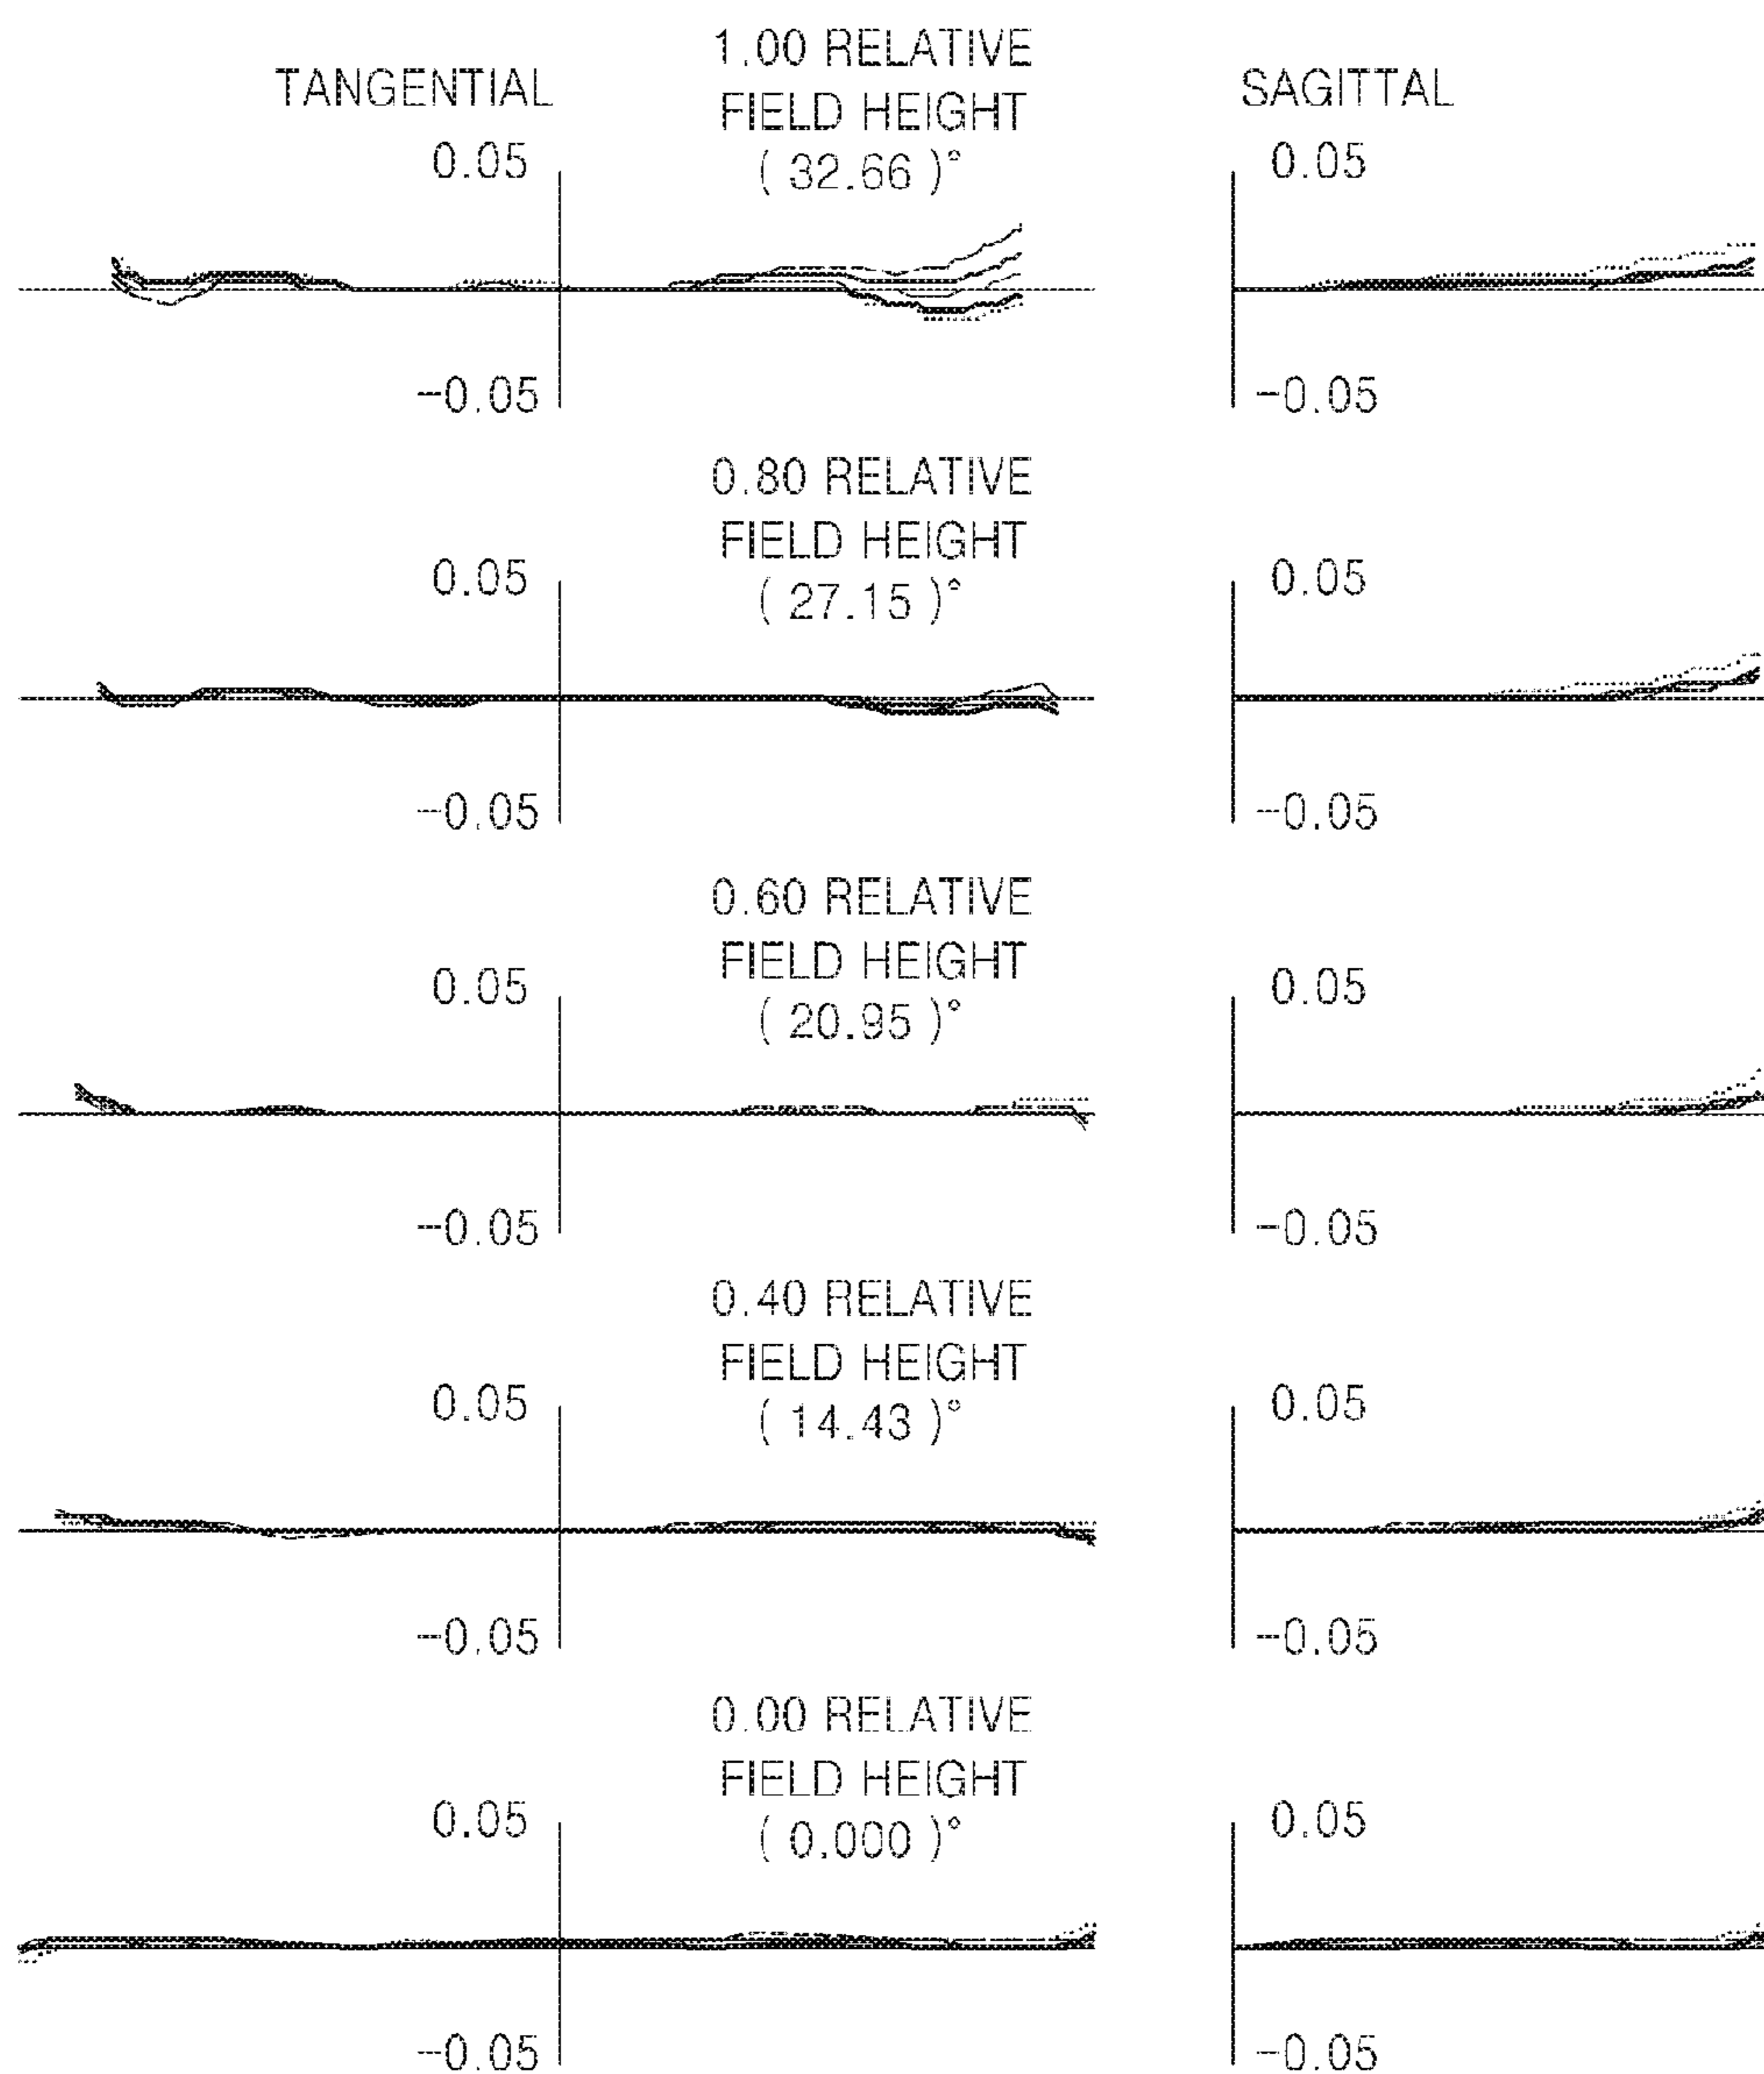 1.00 RELATIVE
TANGENTIAL FIELD HEIGHT SAGITTAL
0.05 ( 32.66 )° 0.05
-0.05 -0.05
0.80 RELATIVE
FIELD HEIGHT
0.05 ( 27.15 )° 0.05
-0.05 -0.05
0.60 RELATIVE
FIELD HEIGHT
0.05 ( 20.95 )° 0.05
-0.05 -0.05
0.40 RELATIVE
FIELD HEIGHT
0.05 ( 14.43 )° 0.05
-0.05 -0.05
0.00 RELATIVE
FIELD HEIGHT
0.05 ( 0.000 )° 0.05
-0.05 -0.05